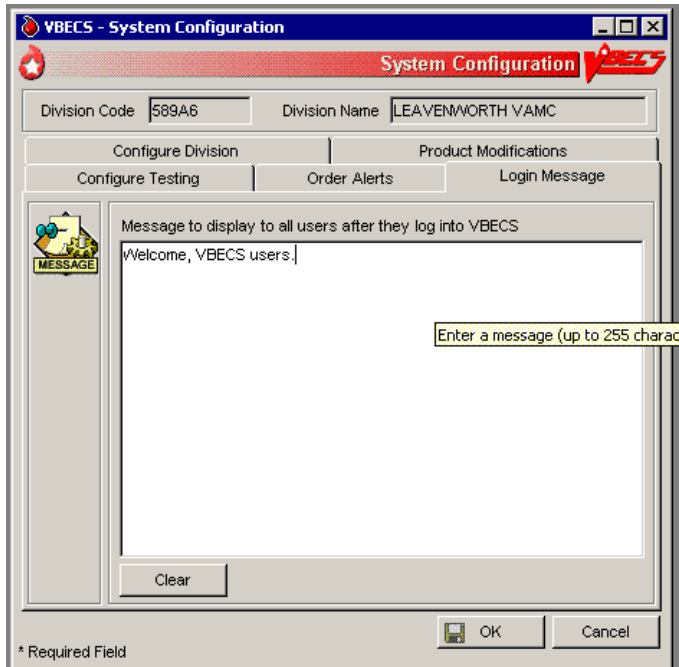 VBECS - System Configuration
System Configuration VBECS
Division Code 589A6 Division Name LEAVENWORTH VAMC
Configure Division Product Modifications
Configure Testing Order Alerts Login Message
MESSAGE
Message to display to all users after they log into VBECS
Welcome, VBECS users.
Enter a message (up to 255 charac
Clear
OK Cancel
* Required Field